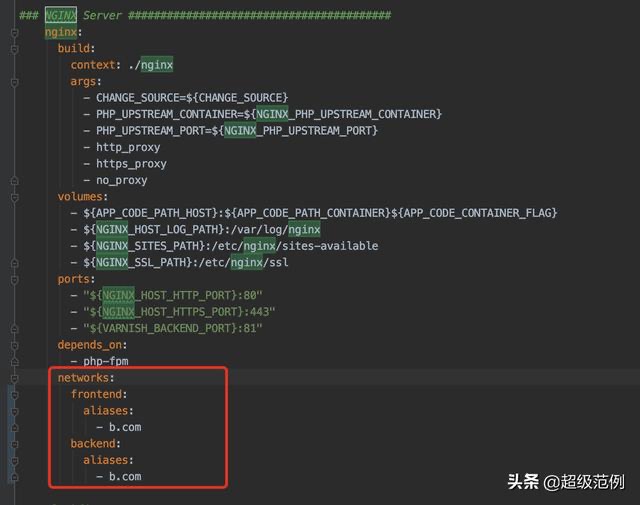 ### NGINX Server #########################################
nginx:
build:
context: ./nginx
args:
- CHANGE_SOURCE=${CHANGE_SOURCE}
- PHP_UPSTREAM_CONTAINER=${NGINX_PHP_UPSTREAM_CONTAINER}
- PHP_UPSTREAM_PORT=${NGINX_PHP_UPSTREAM_PORT}
- http_proxy
- https_proxy
- no_proxy
volumes:
- ${APP_CODE_PATH_HOST}:${APP_CODE_PATH_CONTAINER}${APP_CODE_CONTAINER_FLAG}
- ${NGINX_HOST_LOG_PATH}:/var/log/nginx
- ${NGINX_SITES_PATH}:/etc/nginx/sites-available
- ${NGINX_SSL_PATH}:/etc/nginx/ssl
ports:
- "${NGINX_HOST_HTTP_PORT}:80"
- "${NGINX_HOST_HTTPS_PORT}:443"
- "${VARNISH_BACKEND_PORT}:81"
depends_on:
- php-fpm
networks:
frontend:
aliases:
- b.com
backend:
aliases:
- b.com
头条 @超级范例